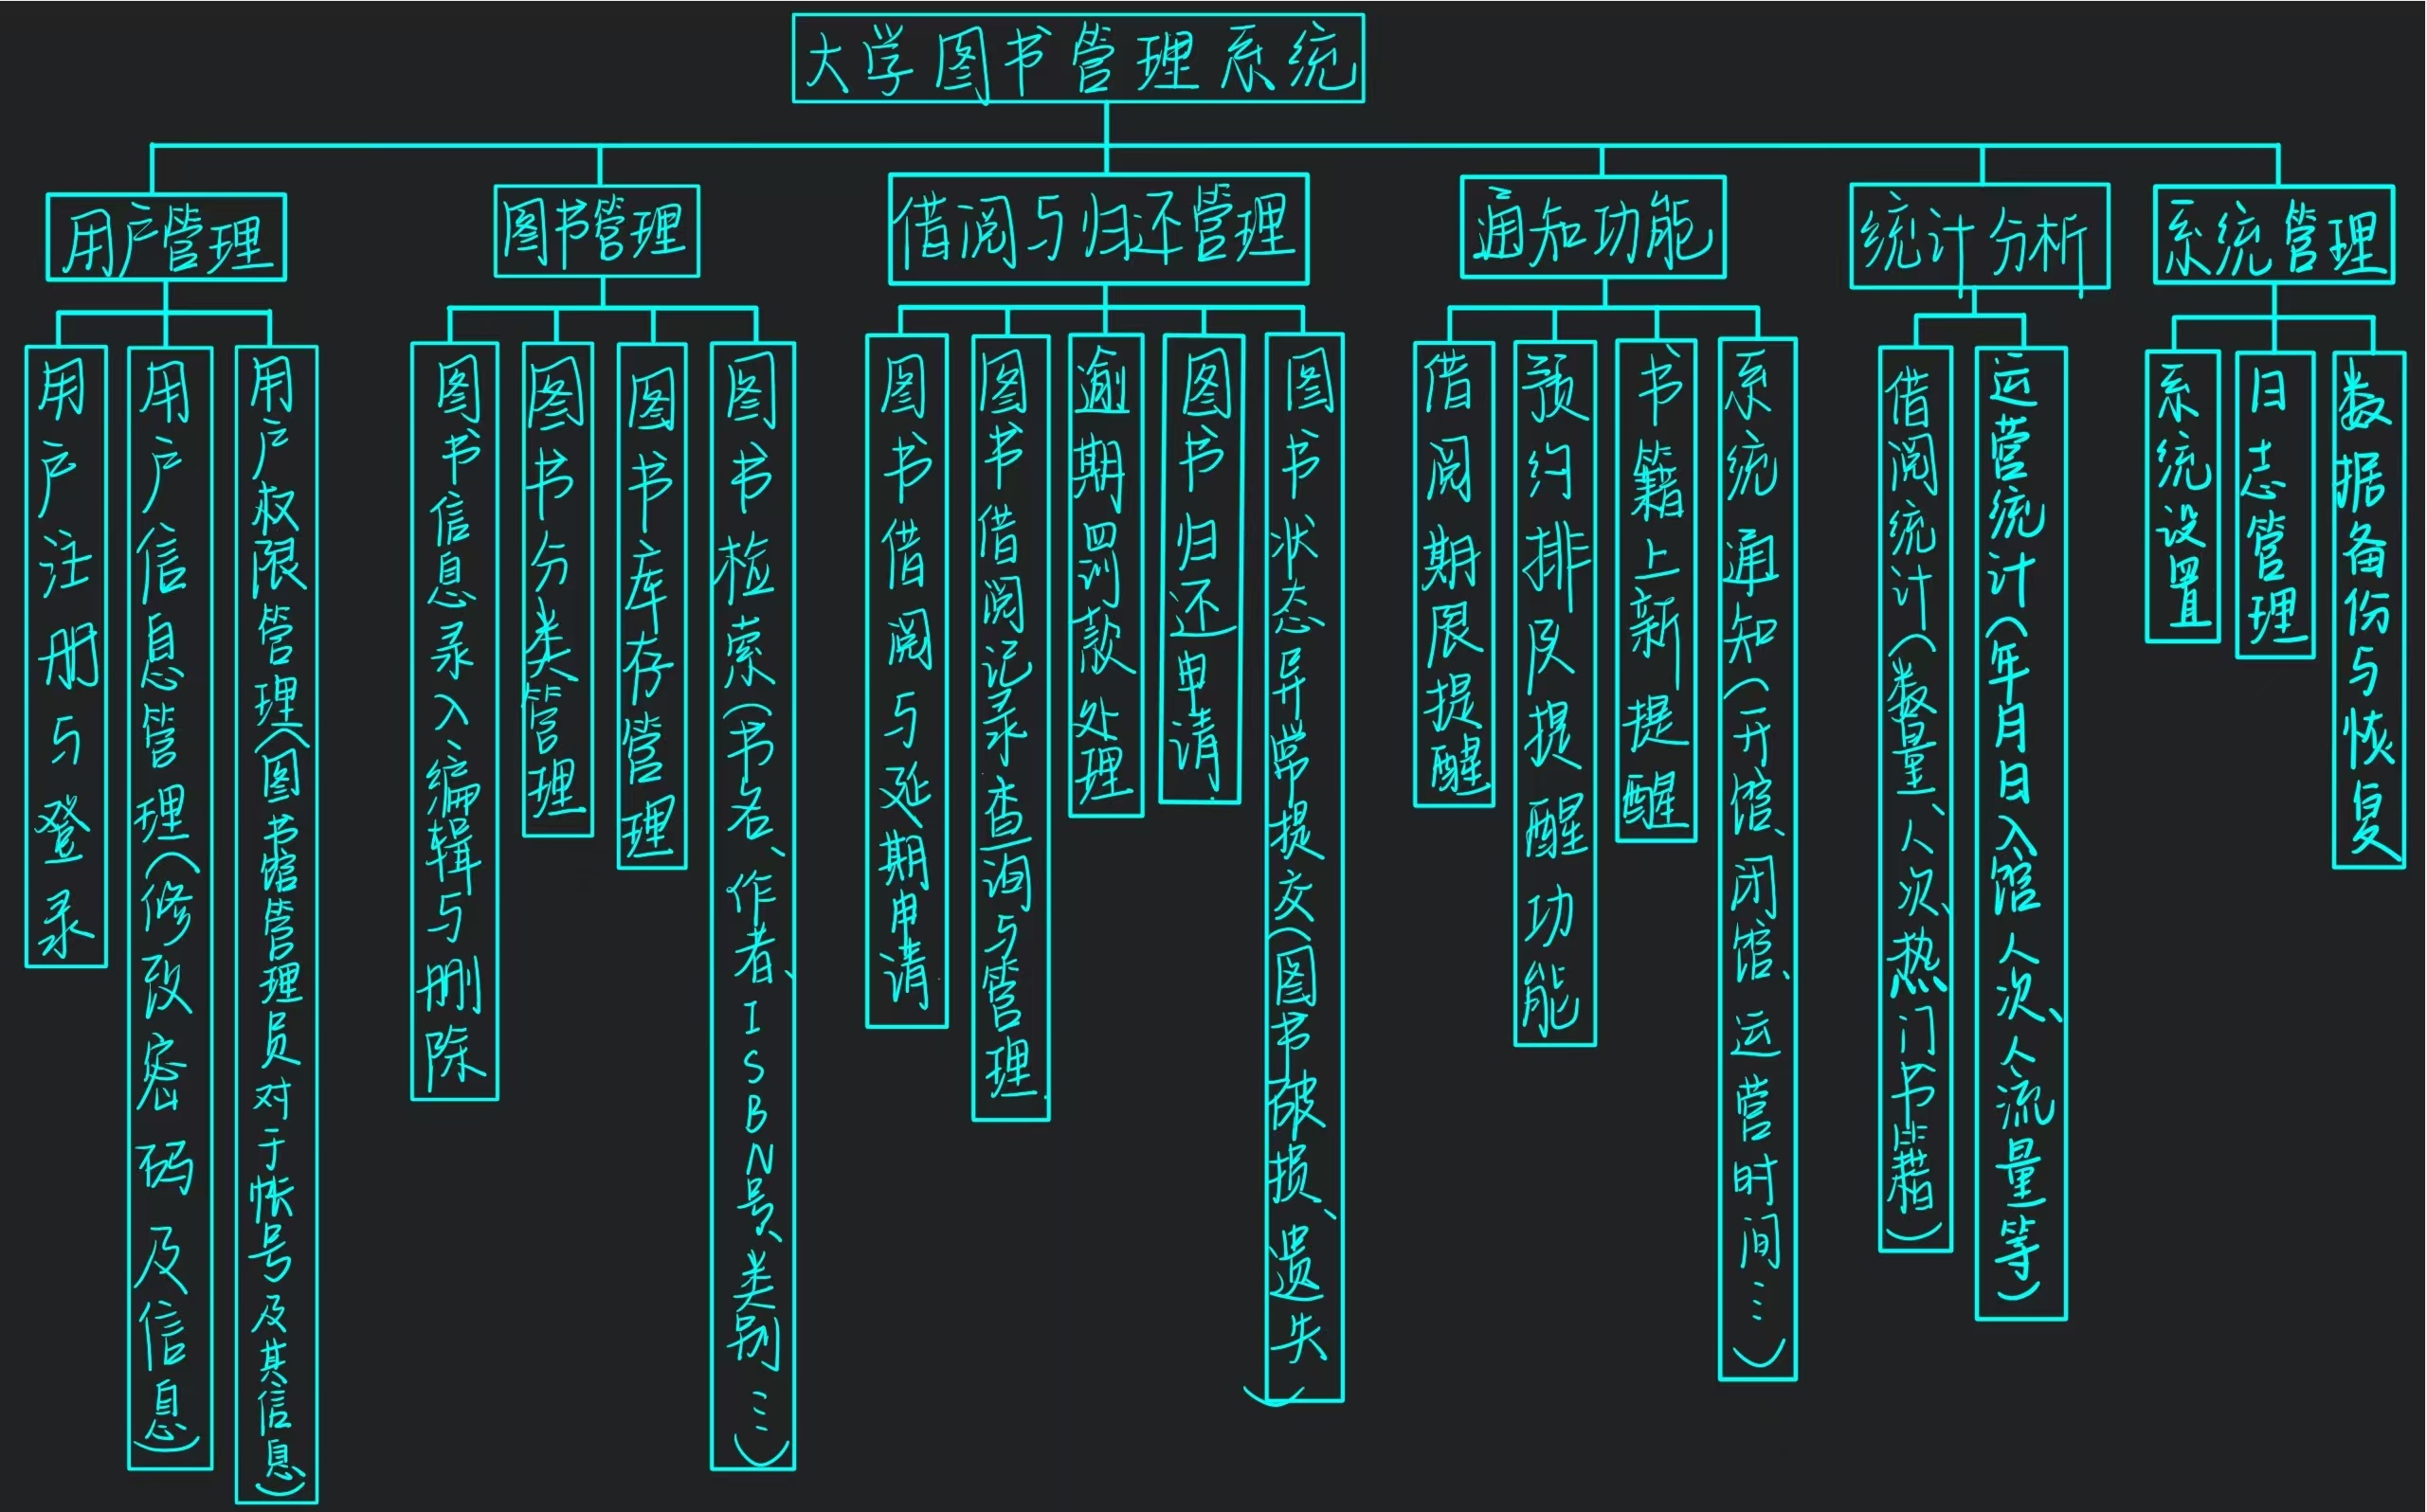 大学图书管理系统
用户管理
图书管理
借阅与归还管理
通知功能
统计分析
系统管理
用户注册与登录
用户信息管理(修改密码及信息)
用户权限管理(图书馆管理员对于帐号及其信息)
图书信息录入编辑与删除
图书分类管理
图书库存管理
图书检索(书名、作者、ISBN号、类别……)
图书借阅与延期申请
图书借阅记录查询与管理
逾期罚款处理
图书归还申请
图书状态异常提交(图书破损、遗失)
借阅期限提醒
预约排队提醒功能
书籍上新提醒
系统通知(开馆、闭馆、运营时间……)
借阅统计(数量、人次、热门书籍)
运营统计(年月日入馆人次、人流量等)
系统设置
日志管理
数据备份与恢复